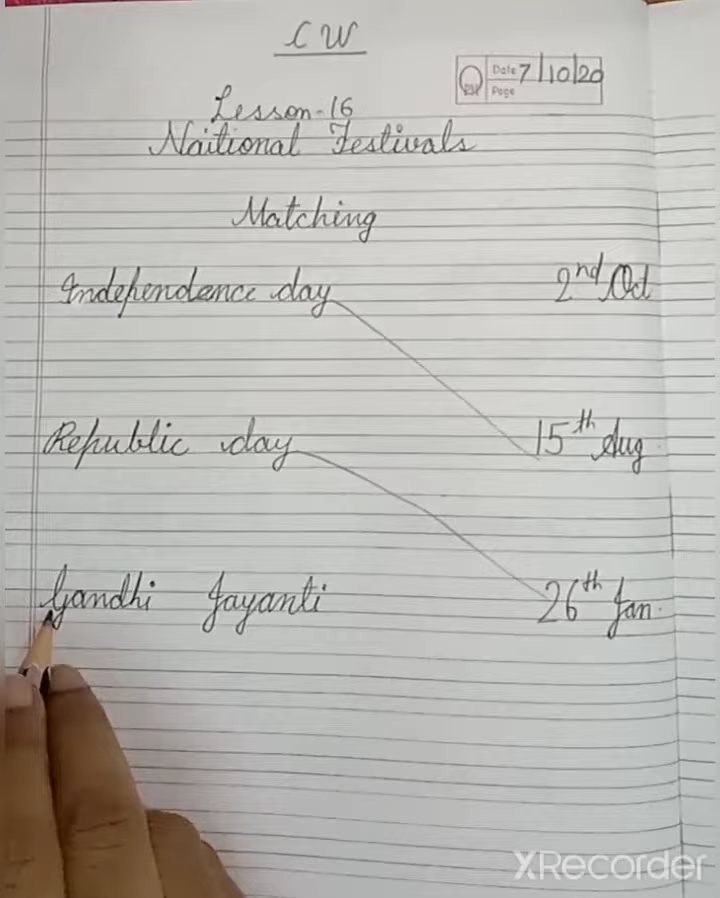 CW
Date 7/10/20
Page
Lesson-16
Naitional Festivals
Matching
Independence day 2nd Oct
Republic day 15th Aug
Gandhi Jayanti 26th Jan.
XRecorder